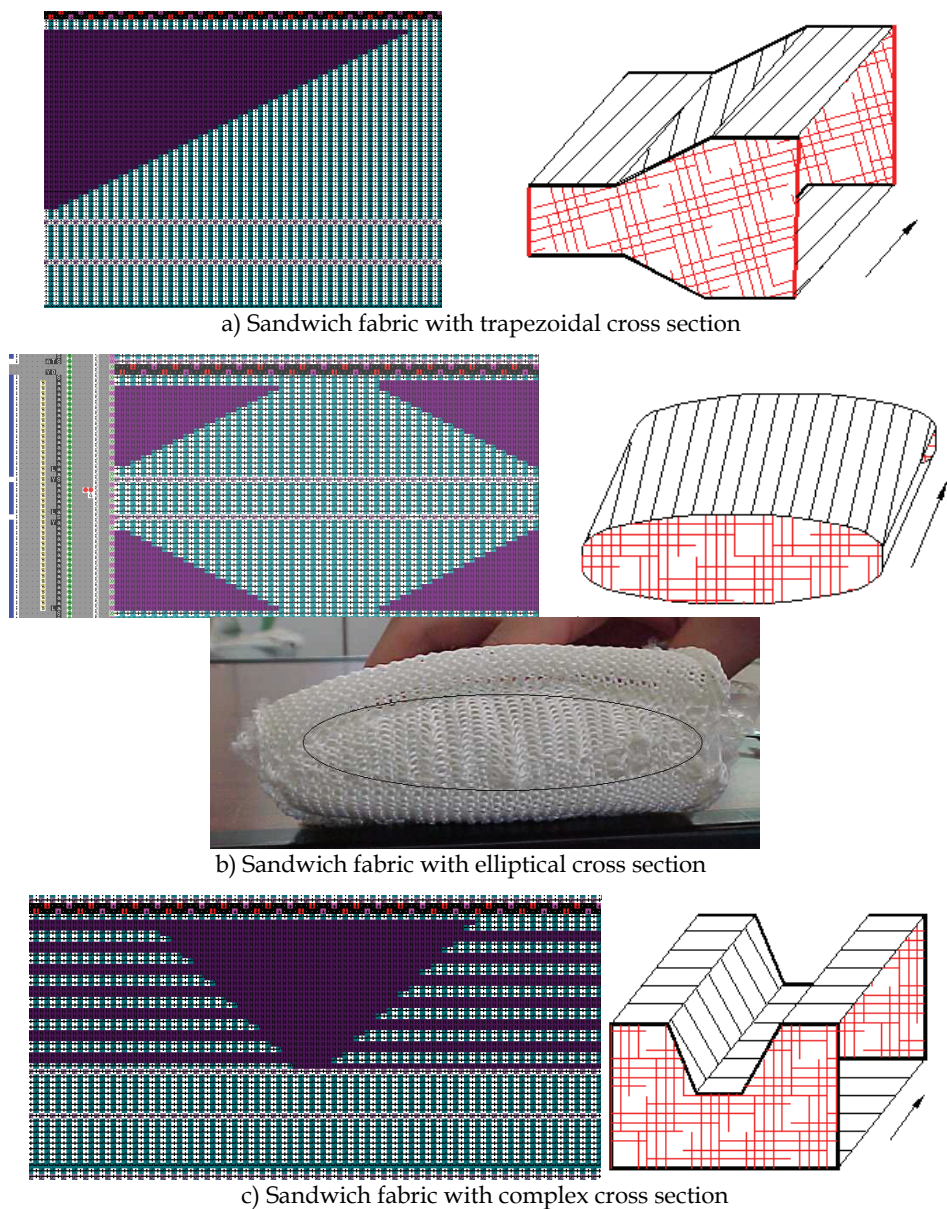 a) Sandwich fabric with trapezoidal cross section
b) Sandwich fabric with elliptical cross section
c) Sandwich fabric with complex cross section